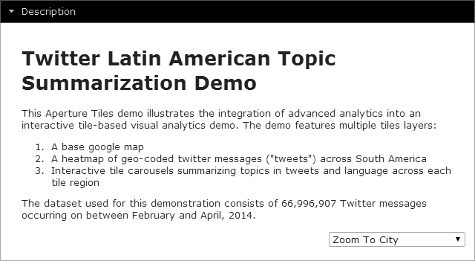 Description
Twitter Latin American Topic
Summarization Demo
This Aperture Tiles demo illustrates the integration of advanced analytics into an
interactive tile-based visual analytics demo. The demo features multiple tiles layers:
1. A base google map
2. A heatmap of geo-coded twitter messages ("tweets") across South America
3. Interactive tile carousels summarizing topics in tweets and language across each
tile region
The dataset used for this demonstration consists of 66,996,907 Twitter messages
occurring on between February and April, 2014.
Zoom To City